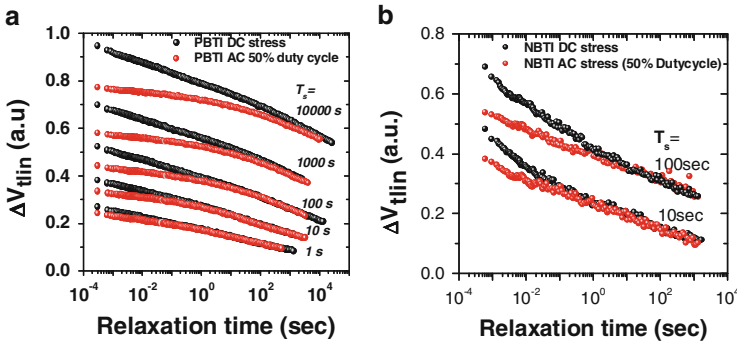 a
PBTI DC stress
PBTI AC 50% duty cycle
T_s=
10000 s
1000 s
100 s
10 s
1 s
1.0
0.8
0.6
0.4
0.2
0.0
ΔV_tlin (a.u)
10^-4 10^-2 10^0 10^2 10^4
Relaxation time (sec)
b
NBTI DC stress
NBTI AC stress (50% Dutycycle)
T_s=
100sec
10sec
0.8
0.6
0.4
0.2
0.0
ΔV_tlin (a.u.)
10^-4 10^-2 10^0 10^2 10^4
Relaxation time (sec)